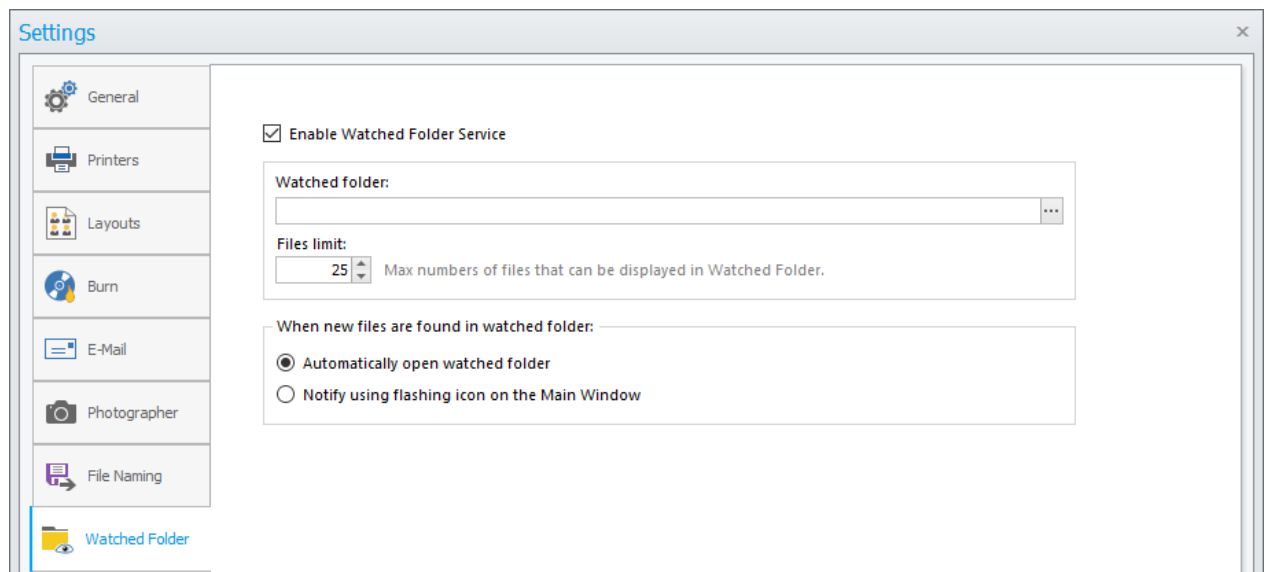 Settings
General
Printers
Layouts
Burn
E-Mail
Photographer
File Naming
Watched Folder
Enable Watched Folder Service
Watched folder:
...
Files limit:
25 Max numbers of files that can be displayed in Watched Folder.
When new files are found in watched folder:
Automatically open watched folder
Notify using flashing icon on the Main Window